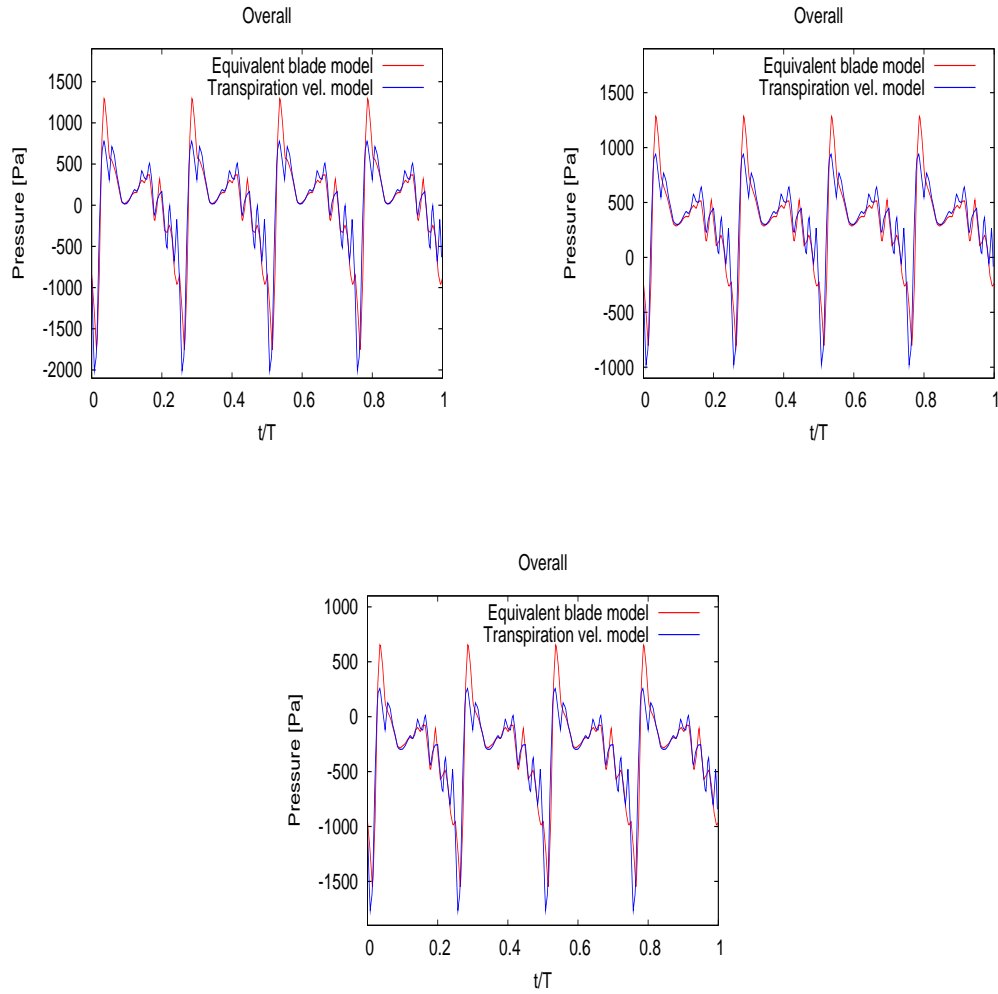 Overall
Equivalent blade model
Transpiration vel. model
Pressure [Pa]
1500
1000
500
0
-500
-1000
-1500
-2000
0 0.2 0.4 0.6 0.8 1
t/T
Overall
Equivalent blade model
Transpiration vel. model
Pressure [Pa]
1500
1000
500
0
500
-1000
0 0.2 0.4 0.6 0.8 1
t/T
Overall
Equivalent blade model
Transpiration vel. model
Pressure [Pa]
1000
500
0
-500
-1000
-1500
0 0.2 0.4 0.6 0.8 1
t/T